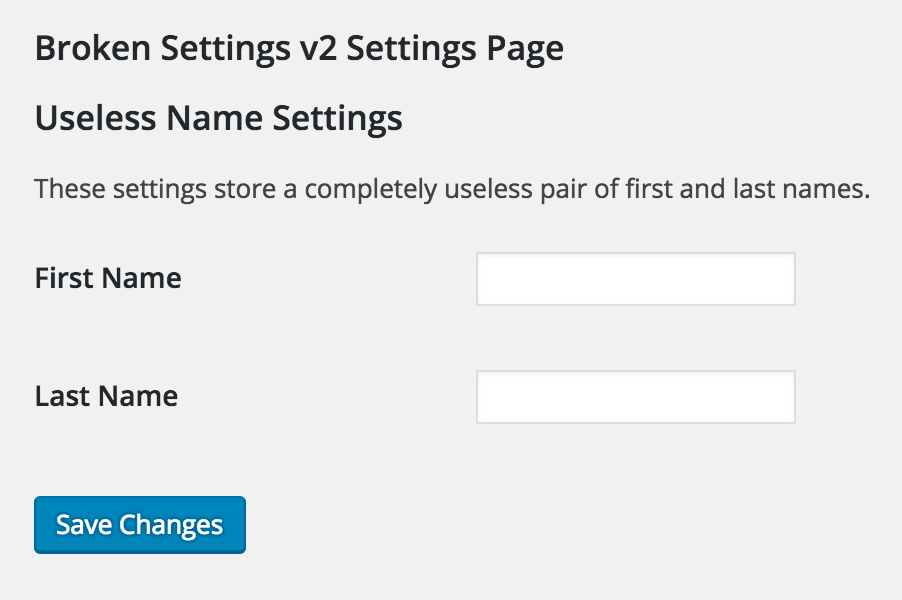 Broken Settings v2 Settings Page
Useless Name Settings
These settings store a completely useless pair of first and last names.
First Name
Last Name
Save Changes